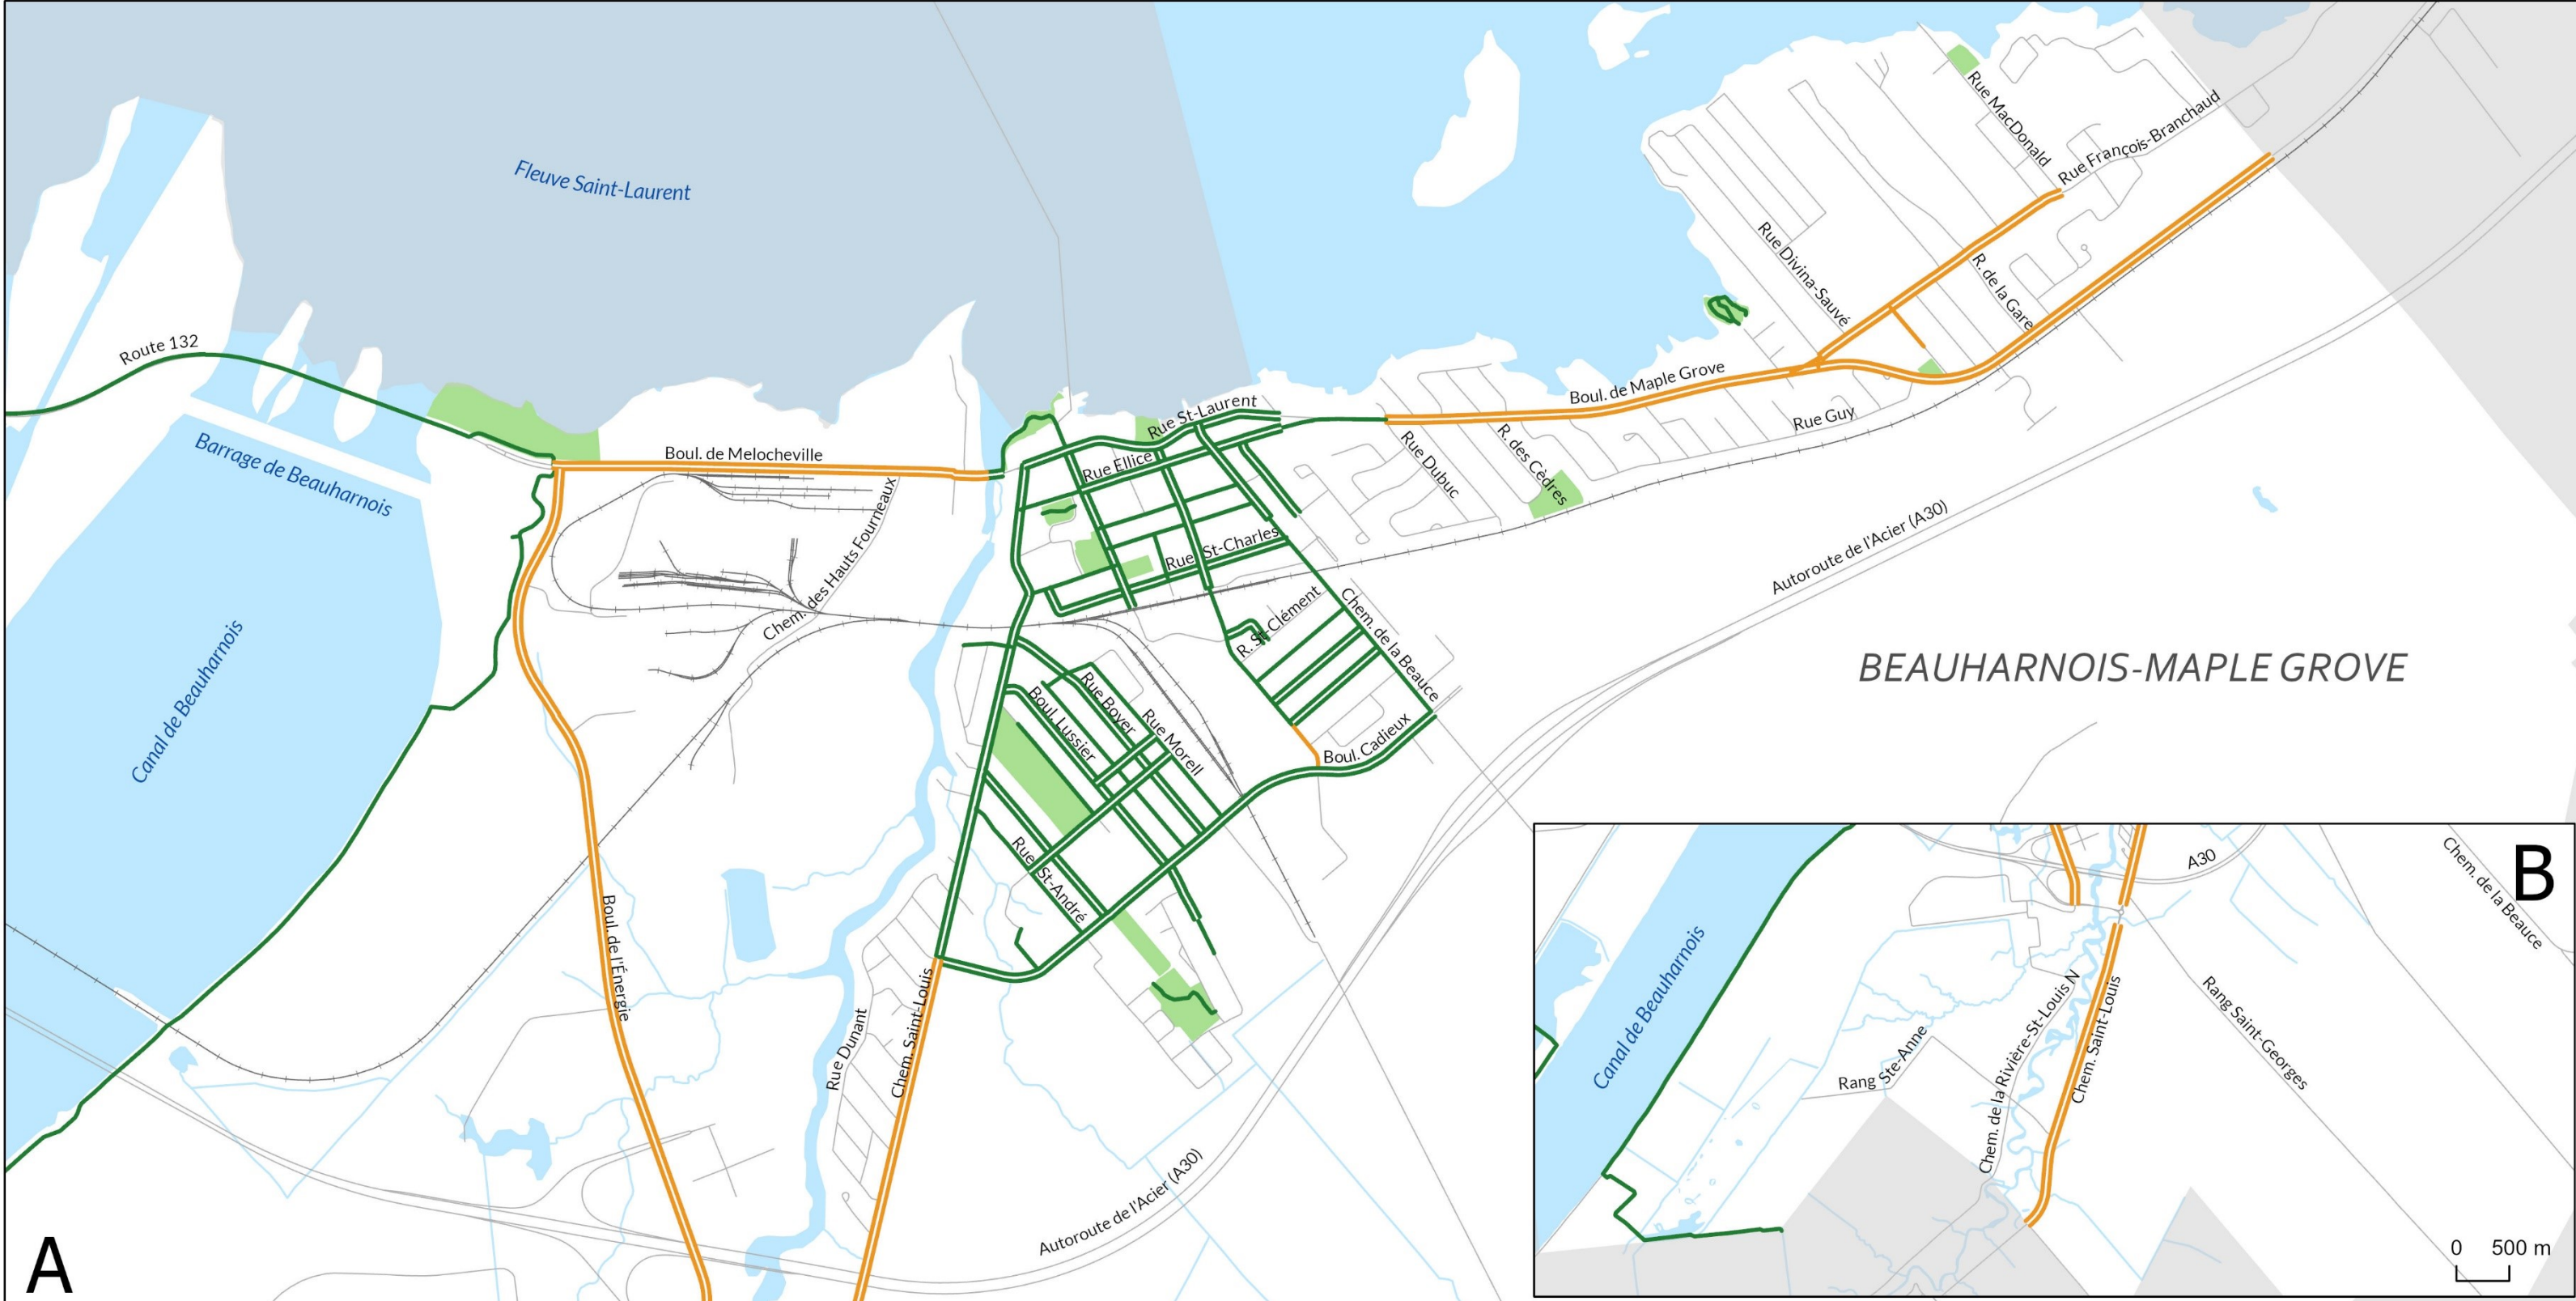 Rue MacDonald
Rue François-Branchaud
Fleuve Saint-Laurent
Rue Divina-Sauvé
R. de la Gare
Route 132
Boul. de Maple Grove
Rue St-Laurent
Rue Guy
Barrage de Beauharnois
Boul. de Melocheville
Rue Ellice
Rue Dubuc
R. des Cèdres
Chem. des Hauts Fourneaux
Rue St-Charles
Autoroute de l'Acier (A30)
Canal de Beauharnois
R. St-Clément
Chem. de la Beauce
BEAUHARNOIS-MAPLE GROVE
Boul. Lussier
Rue Boyer
Rue Morell
Boul. Cadieux
Rue St-André
Boul. de l'Énergie
Rue Dunant
Chem. Saint-Louis
Autoroute de l'Acier (A30)
A
A30
Chem. de la Beauce
B
Canal de Beauharnois
Rang Ste-Anne
Chem. de la Rivière-St-Louis N
Chem. Saint-Louis
Rang Saint-Georges
0 500 m